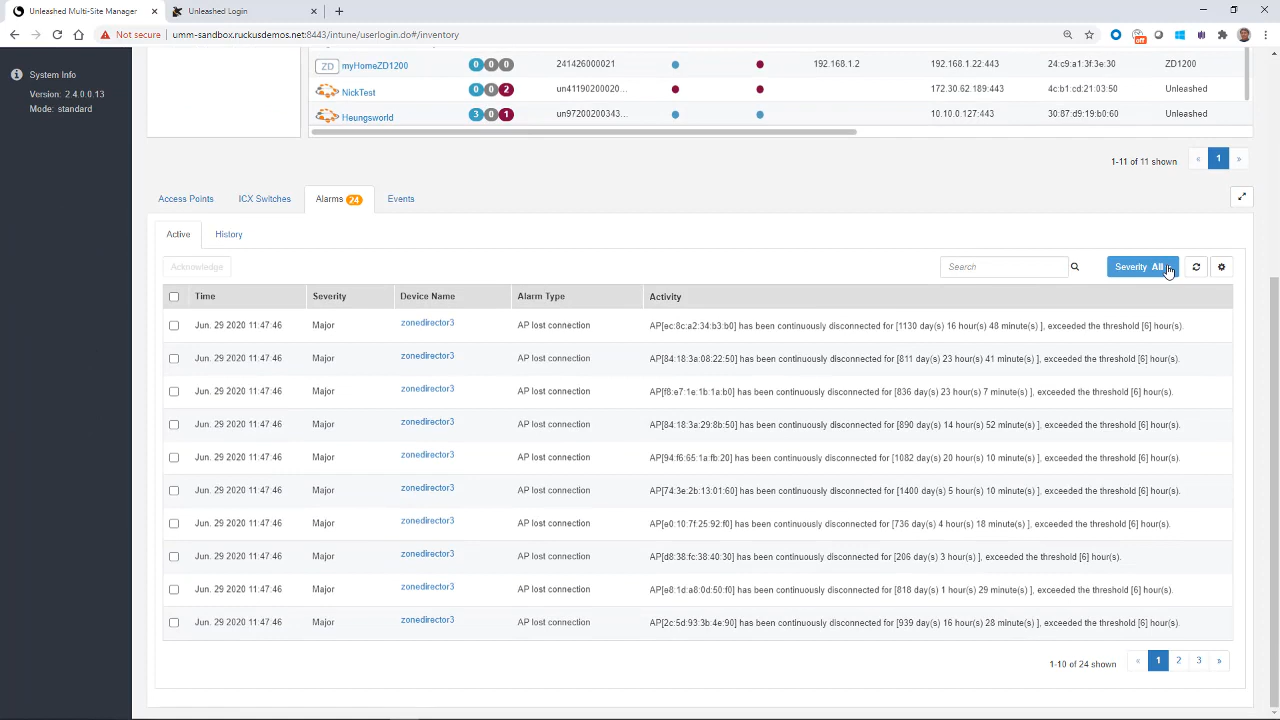 Unleashed Multi-Site Manager
Unleashed Login
Not secure umm-sandbox.ruckusdemos.net:8443/intune/userlogin.do#/inventory
off
System Info
Version: 2.4.0.0.13
Mode: standard
ZD myHomeZD1200 0 0 0 241426000021 192.168.1.2 192.168.1.22:443 24:c9:a1:3f:3e:30 ZD1200
NickTest 0 0 2 un41190200020... 172.30.62.189:443 4c:b1:cd:21:03:50 Unleashed
Heungsworld 3 0 1 un97200200343... 10.10.0.127:443 30:87:d9:19:b0:60 Unleashed
1-11 of 11 shown « 1 »
Access Points ICX Switches Alarms 24 Events
Active History
Acknowledge Search Severity All
Time Severity Device Name Alarm Type Activity
Jun. 29 2020 11:47:46 Major zonedirector3 AP lost connection AP[ec:8c:a2:34:b3:b0] has been continuously disconnected for [1130 day(s) 16 hour(s) 48 minute(s) ], exceeded the threshold [6] hour(s).
Jun. 29 2020 11:47:46 Major zonedirector3 AP lost connection AP[84:18:3a:08:22:50] has been continuously disconnected for [811 day(s) 23 hour(s) 41 minute(s) ], exceeded the threshold [6] hour(s).
Jun. 29 2020 11:47:46 Major zonedirector3 AP lost connection AP[f8:e7:1e:1b:1a:b0] has been continuously disconnected for [836 day(s) 23 hour(s) 7 minute(s) ], exceeded the threshold [6] hour(s).
Jun. 29 2020 11:47:46 Major zonedirector3 AP lost connection AP[84:18:3a:29:8b:50] has been continuously disconnected for [890 day(s) 14 hour(s) 52 minute(s) ], exceeded the threshold [6] hour(s).
Jun. 29 2020 11:47:46 Major zonedirector3 AP lost connection AP[94:f6:65:1a:fb:20] has been continuously disconnected for [1082 day(s) 20 hour(s) 10 minute(s) ], exceeded the threshold [6] hour(s).
Jun. 29 2020 11:47:46 Major zonedirector3 AP lost connection AP[74:3e:2b:13:01:60] has been continuously disconnected for [1400 day(s) 5 hour(s) 10 minute(s) ], exceeded the threshold [6] hour(s).
Jun. 29 2020 11:47:46 Major zonedirector3 AP lost connection AP[e0:10:7f:25:92:f0] has been continuously disconnected for [736 day(s) 4 hour(s) 18 minute(s) ], exceeded the threshold [6] hour(s).
Jun. 29 2020 11:47:46 Major zonedirector3 AP lost connection AP[d8:38:fc:38:40:30] has been continuously disconnected for [206 day(s) 3 hour(s) ], exceeded the threshold [6] hour(s).
Jun. 29 2020 11:47:46 Major zonedirector3 AP lost connection AP[e8:1d:a8:0d:50:f0] has been continuously disconnected for [818 day(s) 1 hour(s) 29 minute(s) ], exceeded the threshold [6] hour(s).
Jun. 29 2020 11:47:46 Major zonedirector3 AP lost connection AP[2c:5d:93:3b:4e:90] has been continuously disconnected for [939 day(s) 16 hour(s) 28 minute(s) ], exceeded the threshold [6] hour(s).
1-10 of 24 shown « 1 2 3 »